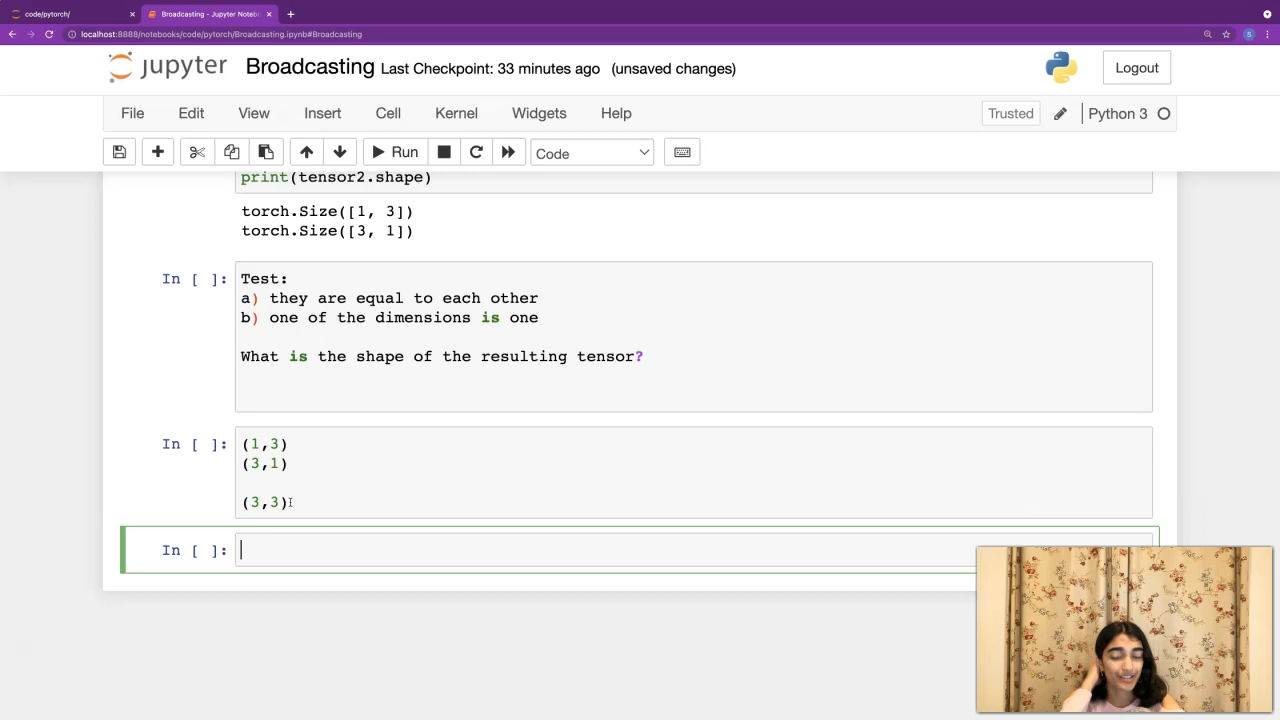 code/pytorch/
Broadcasting - Jupyter Noteb
localhost:8888/notebooks/code/pytorch/Broadcasting.ipynb#Broadcasting
S
jupyter Broadcasting Last Checkpoint: 33 minutes ago (unsaved changes)
Logout
File Edit View Insert Cell Kernel Widgets Help
Trusted
Python 3
Run
Code
print(tensor2.shape)
torch.Size([1, 3])
torch.Size([3, 1])
In [ ]:
Test:
a) they are equal to each other
b) one of the dimensions is one
What is the shape of the resulting tensor?
In [ ]:
(1,3)
(3,1)
(3,3)
In [ ]: